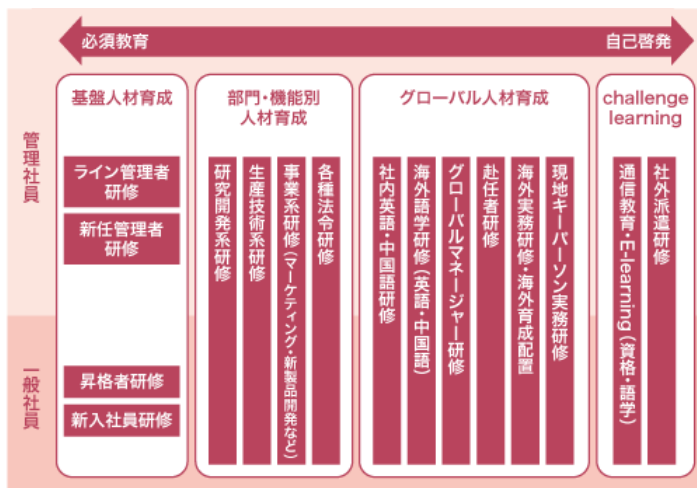 必須教育
自己啓発
管理社員
一般社員
基盤人材育成
ライン管理者
研修
新任管理者
研修
昇格者研修
新入社員研修
部門・機能別
人材育成
研究開発系研修
生産技術系研修
事業系研修(マーケティング・新製品開発など)
各種法令研修
グローバル人材育成
社内英語・中国語研修
海外語学研修(英語・中国語)
グローバルマネージャー研修
赴任者研修
海外実務研修・海外育成配置
現地キーパーソン実務研修
challenge
learning
通信教育・E-learning(資格・語学)
社外派遣研修